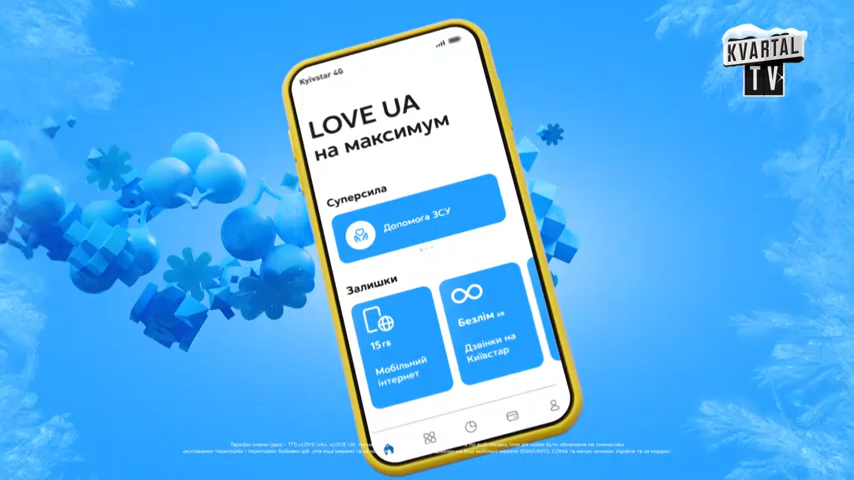 KVARTAL
TV
Kyivstar 4G
LOVE UA
на максимум
Суперсила
Допомога ЗСУ
Залишки
15 ГБ
Мобільний
інтернет
Безлім хв
Дзвінки на
Київстар